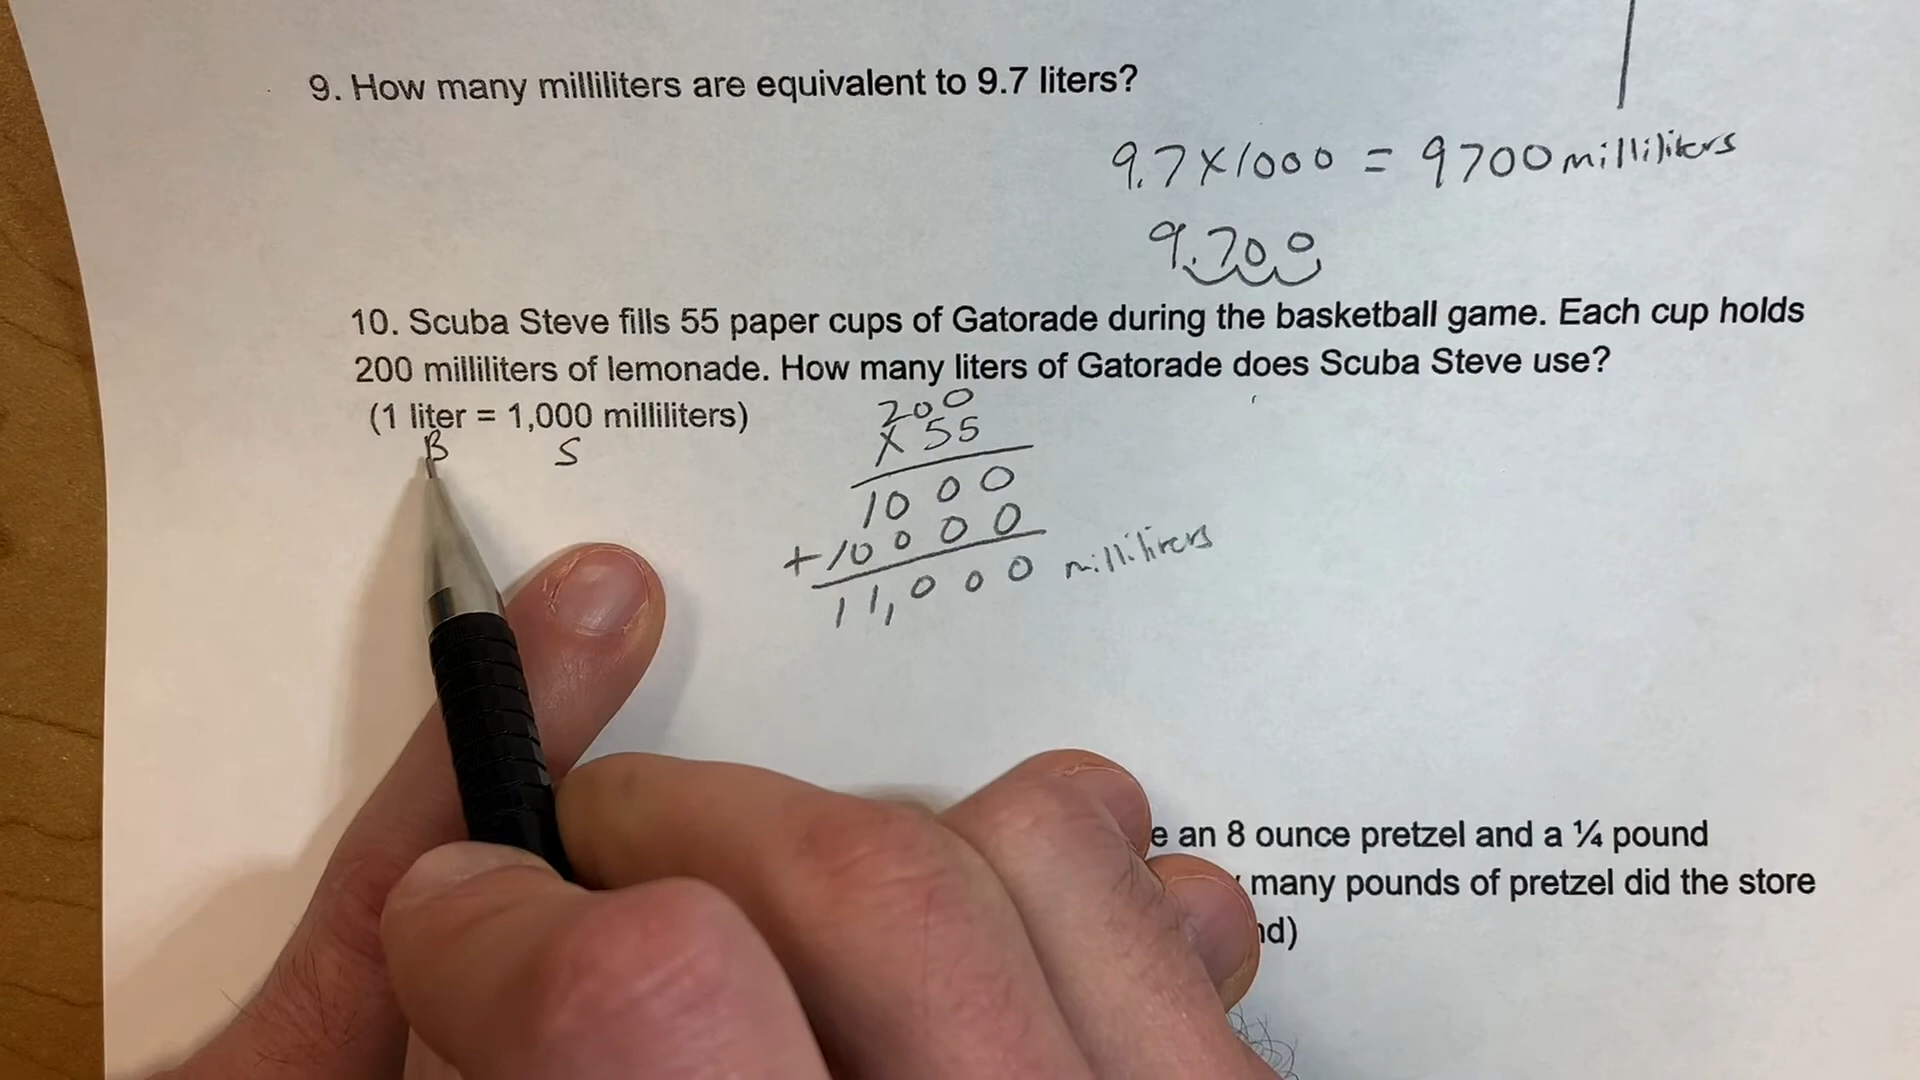 9. How many milliliters are equivalent to 9.7 liters?
9.7 X 1000 = 9700 milliliters
9.700
10. Scuba Steve fills 55 paper cups of Gatorade during the basketball game. Each cup holds
200 milliliters of lemonade. How many liters of Gatorade does Scuba Steve use?
(1 liter = 1,000 milliliters)
B S
200
X 55
1000
+10000
11,000 milliliters
an 8 ounce pretzel and a ¼ pound
many pounds of pretzel did the store